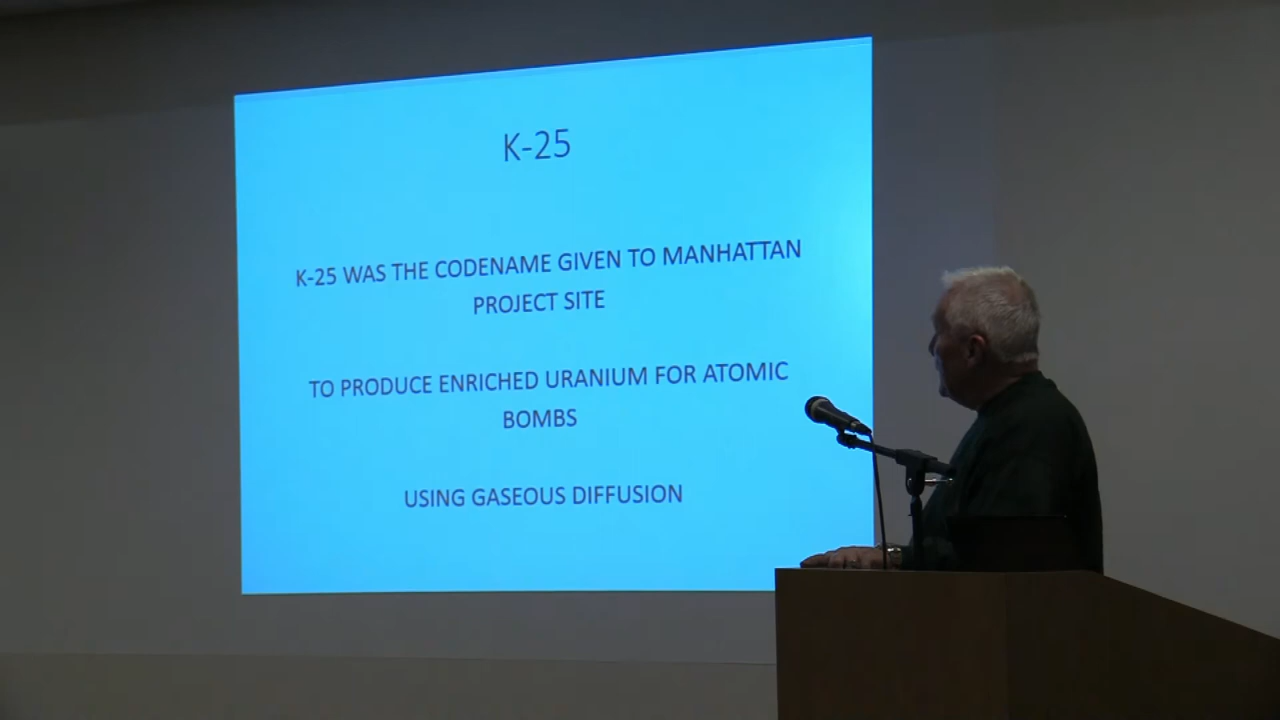 K-25
K-25 WAS THE CODENAME GIVEN TO MANHATTAN
PROJECT SITE
TO PRODUCE ENRICHED URANIUM FOR ATOMIC
BOMBS
USING GASEOUS DIFFUSION